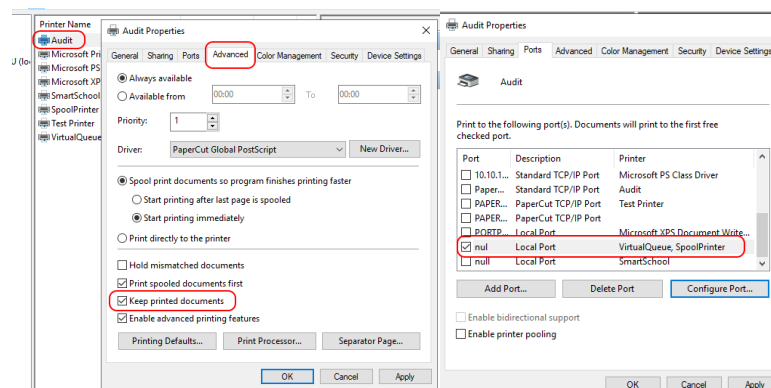 Printer Name
Audit
Microsoft Pri
Microsoft PS
Microsoft XP
SmartSchool
SpoolPrinter
Test Printer
VirtualQueue
Audit Properties
General Sharing Ports Advanced Color Management Security Device Settings
Always available
Available from 00:00 To 00:00
Priority: 1
Driver: PaperCut Global PostScript New Driver...
Spool print documents so program finishes printing faster
Start printing after last page is spooled
Start printing immediately
Print directly to the printer
Hold mismatched documents
Print spooled documents first
Keep printed documents
Enable advanced printing features
Printing Defaults... Print Processor... Separator Page...
OK Cancel Apply
Audit Properties
General Sharing Ports Advanced Color Management Security Device Settings
Audit
Print to the following port(s). Documents will print to the first free
checked port.
Port Description Printer
10.10.1... Standard TCP/IP Port Microsoft PS Class Driver
Paper... Standard TCP/IP Port Audit
PAPER... PaperCut TCP/IP Port Test Printer
PAPER... PaperCut TCP/IP Port
PORTP... Local Port Microsoft XPS Document Write...
nul Local Port VirtualQueue, SpoolPrinter
null Local Port SmartSchool
Add Port... Delete Port Configure Port...
Enable bidirectional support
Enable printer pooling
OK Cancel Apply